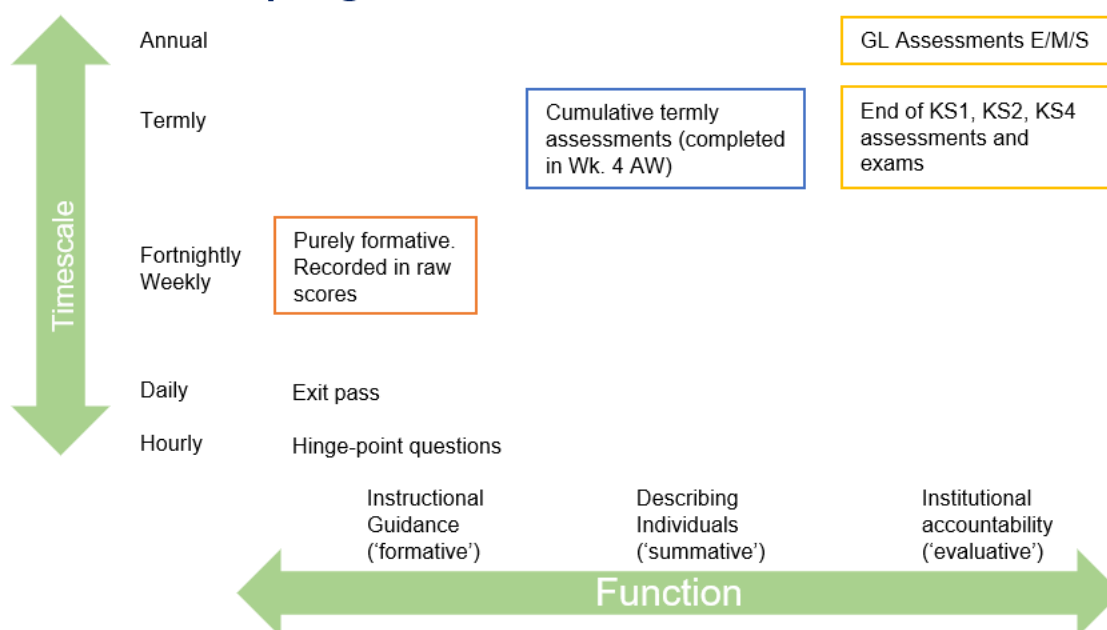 Annual
GL Assessments E/M/S
Termly
Cumulative termly
assessments (completed
in Wk. 4 AW)
End of KS1, KS2, KS4
assessments and
exams
Timescale
Fortnightly
Weekly
Purely formative.
Recorded in raw
scores
Daily
Exit pass
Hourly
Hinge-point questions
Instructional
Guidance
(‘formative’)
Describing
Individuals
(‘summative’)
Institutional
accountability
(‘evaluative’)
Function